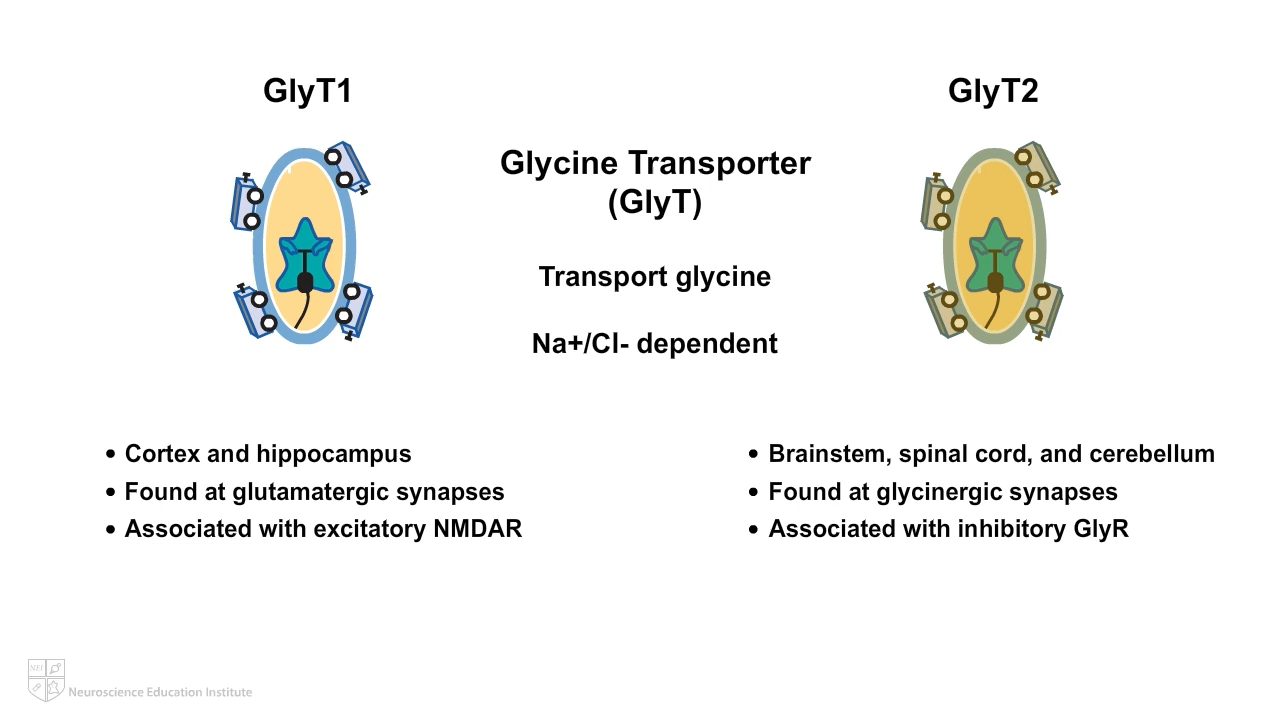 GlyT1
GlyT2
Glycine Transporter
(GlyT)
Transport glycine
Na+/Cl- dependent
• Cortex and hippocampus
• Found at glutamatergic synapses
• Associated with excitatory NMDAR
• Brainstem, spinal cord, and cerebellum
• Found at glycinergic synapses
• Associated with inhibitory GlyR
NEI
Neuroscience Education Institute